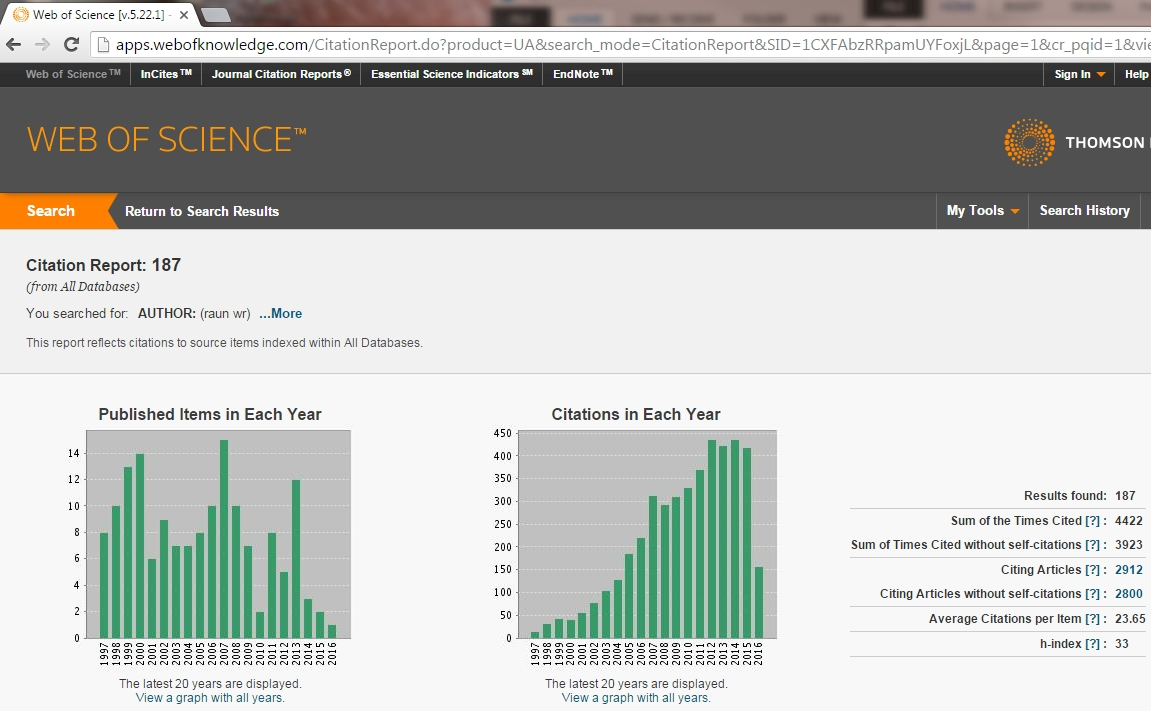 Web of Science [v.5.22.1] -
apps.webofknowledge.com/CitationReport.do?product=UA&search_mode=CitationReport&SID=1CXFAbzRRpamUYFoxjL&page=1&cr_pqid=1&vie
Web of Science™ InCites™ Journal Citation Reports® Essential Science Indicators℠ EndNote™ Sign In Help
WEB OF SCIENCE™
THOMSON
Search Return to Search Results My Tools Search History
Citation Report: 187
(from All Databases)
You searched for: AUTHOR: (raun wr) ...More
This report reflects citations to source items indexed within All Databases.
Published Items in Each Year
14
12
10
8
6
4
2
0
1997 1998 1999 2000 2001 2002 2003 2004 2005 2006 2007 2008 2009 2010 2011 2012 2013 2014 2015 2016
The latest 20 years are displayed.
View a graph with all years.
Citations in Each Year
450
400
350
300
250
200
150
100
50
0
1997 1998 1999 2000 2001 2002 2003 2004 2005 2006 2007 2008 2009 2010 2011 2012 2013 2014 2015 2016
The latest 20 years are displayed.
View a graph with all years.
Results found: 187
Sum of the Times Cited [?] : 4422
Sum of Times Cited without self-citations [?] : 3923
Citing Articles [?] : 2912
Citing Articles without self-citations [?] : 2800
Average Citations per Item [?] : 23.65
h-index [?] : 33